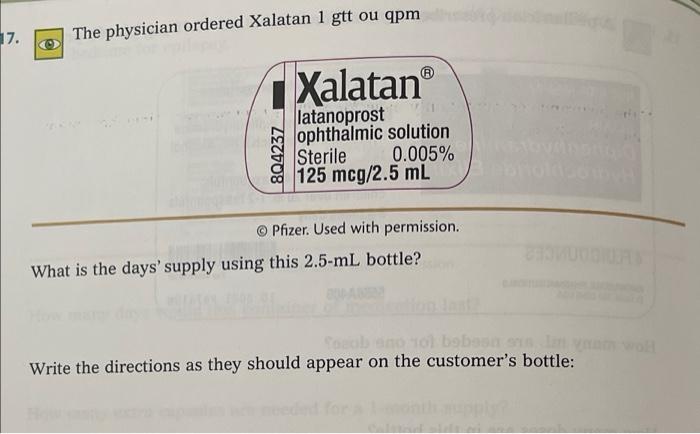 17.
The physician ordered Xalatan 1 gtt ou qpm
Xalatan®
latanoprost
ophthalmic solution
Sterile 0.005%
125 mcg/2.5 mL
8Q4237
© Pfizer. Used with permission.
What is the days' supply using this 2.5-mL bottle?
Write the directions as they should appear on the customer's bottle: